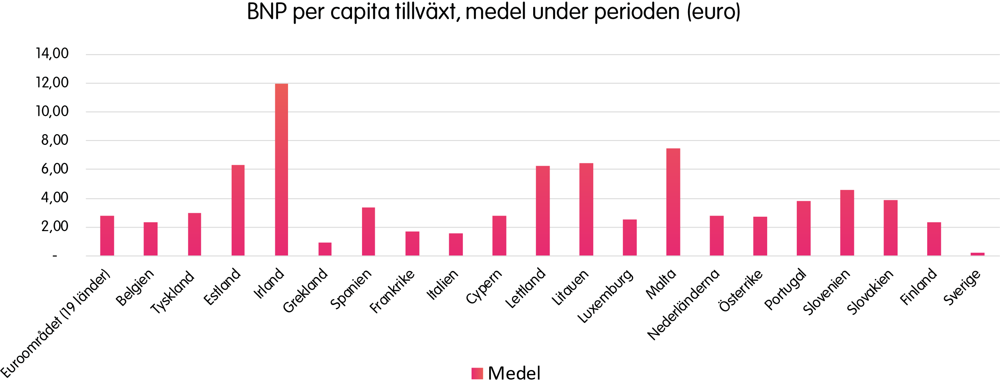 BNP per capita tillväxt, medel under perioden (euro)
14,00
12,00
10,00
8,00
6,00
4,00
2,00
-
Euroområdet (19 länder)
Belgien
Tyskland
Estland
Irland
Grekland
Spanien
Frankrike
Italien
Cypern
Lettland
Litauen
Luxemburg
Malta
Nederländerna
Österrike
Portugal
Slovenien
Slovakien
Finland
Sverige
Medel